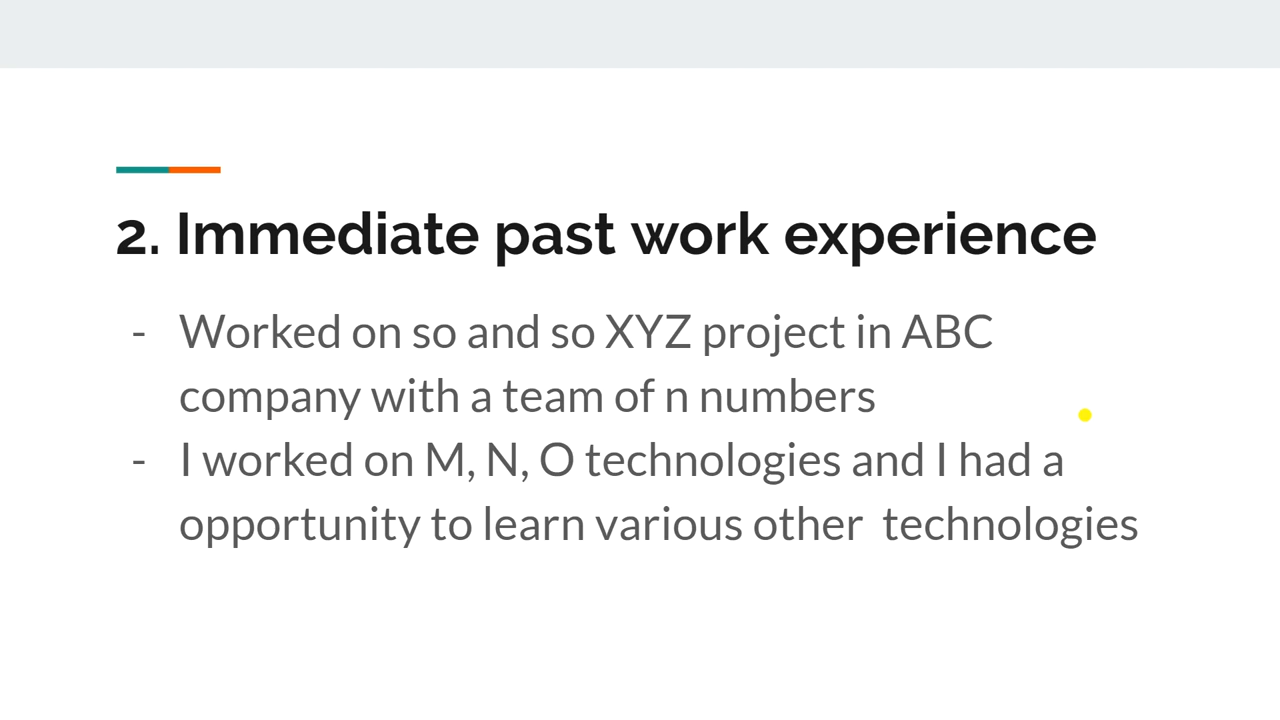 2. Immediate past work experience
- Worked on so and so XYZ project in ABC
company with a team of n numbers
- I worked on M, N, O technologies and I had a
opportunity to learn various other  technologies